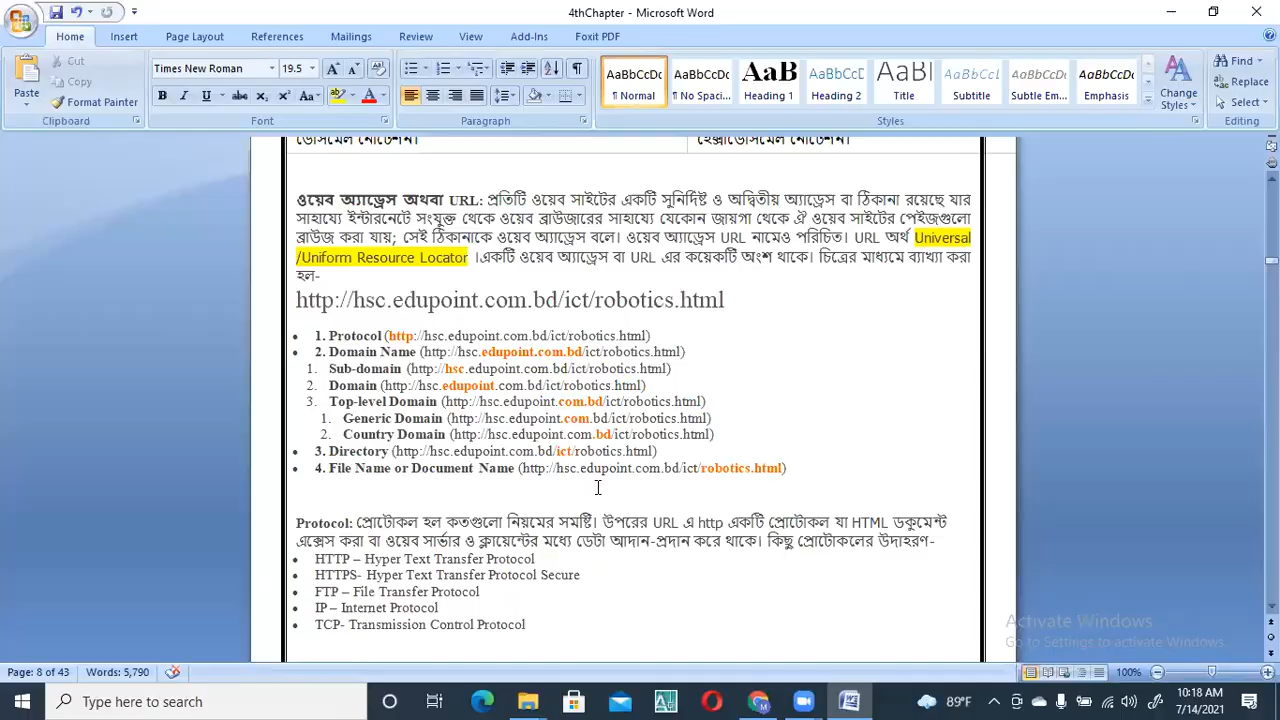 4thChapter - Microsoft Word
Home Insert Page Layout References Mailings Review View Add-Ins Foxit PDF
Paste Cut Copy Format Painter Clipboard
Times New Roman 19.5 Font
Paragraph
AaBbCcDc AaBbCcDc AaB AaBbCc AaB AaBbCcDc AaBbCcDc AaBbCcDc
¶ Normal ¶ No Spaci... Heading 1 Heading 2 Title Subtitle Subtle Em... Emphasis Change Styles Styles
Find Replace Select Editing
ডেসিমেল নোটেশন। হেক্সাডেসিমেল নোটেশন।
ওয়েব অ্যাড্রেস অথবা URL: প্রতিটি ওয়েব সাইটের একটি সুনির্দিষ্ট ও অদ্বিতীয় অ্যাড্রেস বা ঠিকানা রয়েছে যার
সাহায্যে ইন্টারনেটে সংযুক্ত থেকে ওয়েব ব্রাউজারের সাহায্যে যেকোন জায়গা থেকে ঐ ওয়েব সাইটের পেইজগুলো
ব্রাউজ করা যায়; সেই ঠিকানাকে ওয়েব অ্যাড্রেস বলে। ওয়েব অ্যাড্রেস URL নামেও পরিচিত। URL অর্থ Universal
/Uniform Resource Locator ।একটি ওয়েব অ্যাড্রেস বা URL এর কয়েকটি অংশ থাকে। চিত্রের মাধ্যমে ব্যাখ্যা করা
হল-
http://hsc.edupoint.com.bd/ict/robotics.html
• 1. Protocol (http://hsc.edupoint.com.bd/ict/robotics.html)
• 2. Domain Name (http://hsc.edupoint.com.bd/ict/robotics.html)
1. Sub-domain (http://hsc.edupoint.com.bd/ict/robotics.html)
2. Domain (http://hsc.edupoint.com.bd/ict/robotics.html)
3. Top-level Domain (http://hsc.edupoint.com.bd/ict/robotics.html)
1. Generic Domain (http://hsc.edupoint.com.bd/ict/robotics.html)
2. Country Domain (http://hsc.edupoint.com.bd/ict/robotics.html)
• 3. Directory (http://hsc.edupoint.com.bd/ict/robotics.html)
• 4. File Name or Document Name (http://hsc.edupoint.com.bd/ict/robotics.html)
Protocol: প্রোটোকল হল কতগুলো নিয়মের সমষ্টি। উপরের URL এ http একটি প্রোটোকল যা HTML ডকুমেন্ট
এক্সেস করা বা ওয়েব সার্ভার ও ক্লায়েন্টের মধ্যে ডেটা আদান-প্রদান করে থাকে। কিছু প্রোটোকলের উদাহরণ-
• HTTP – Hyper Text Transfer Protocol
• HTTPS- Hyper Text Transfer Protocol Secure
• FTP – File Transfer Protocol
• IP – Internet Protocol
• TCP- Transmission Control Protocol
Activate Windows
Go to Settings to activate Windows.
Page: 8 of 43 Words: 5,790 100%
Type here to search 89°F 10:18 AM
7/14/2021